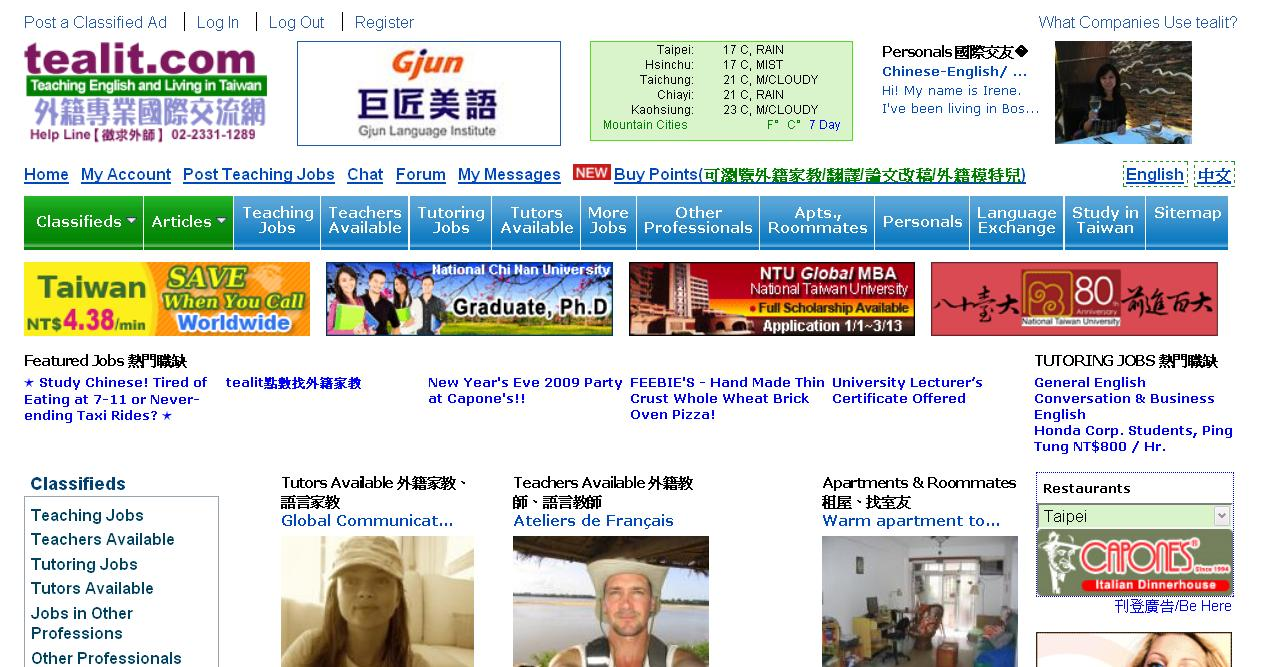 Post a Classified Ad
Log In
Log Out
Register
What Companies Use tealit?
tealit.com
Teaching English and Living in Taiwan
外籍專業國際交流網
Help Line【徵求外師】 02-2331-1289
Gjun
巨匠美語
Gjun Language Institute
Taipei: 17 C, RAIN
Hsinchu: 17 C, MIST
Taichung: 21 C, M/CLOUDY
Chiayi: 21 C, RAIN
Kaohsiung: 23 C, M/CLOUDY
Mountain Cities F° C° 7 Day
Personals 國際交友�
Chinese-English/ ...
Hi! My name is Irene.
I've been living in Bos...
Home
My Account
Post Teaching Jobs
Chat
Forum
My Messages
NEW
Buy Points(可瀏覽外籍家教/翻譯/論文改稿/外籍模特兒)
English
中文
Classifieds
Articles
Teaching
Jobs
Teachers
Available
Tutoring
Jobs
Tutors
Available
More
Jobs
Other
Professionals
Apts.,
Roommates
Personals
Language
Exchange
Study in
Taiwan
Sitemap
Taiwan
NT$4.38/min
SAVE
When You Call
Worldwide
National Chi Nan University
Graduate, Ph.D
NTU Global MBA
National Taiwan University
• Full Scholarship Available
Application 1/1~3/13
八十臺大
80
Anniversary
National Taiwan University
前進百大
Featured Jobs 熱門職缺
★ Study Chinese! Tired of
Eating at 7-11 or Never-
ending Taxi Rides? ★
tealit點數找外籍家教
New Year's Eve 2009 Party
at Capone's!!
FEEBIE'S - Hand Made Thin
Crust Whole Wheat Brick
Oven Pizza!
University Lecturer’s
Certificate Offered
TUTORING JOBS 熱門職缺
General English
Conversation & Business
English
Honda Corp. Students, Ping
Tung NT$800 / Hr.
Classifieds
Teaching Jobs
Teachers Available
Tutoring Jobs
Tutors Available
Jobs in Other
Professions
Other Professionals
Tutors Available 外籍家教、
語言家教
Global Communicat...
Teachers Available 外籍教
師、語言教師
Ateliers de Français
Apartments & Roommates
租屋、找室友
Warm apartment to...
Restaurants
Taipei
CAPONE'S®
Since 1994
Italian Dinnerhouse
刊登廣告/Be Here